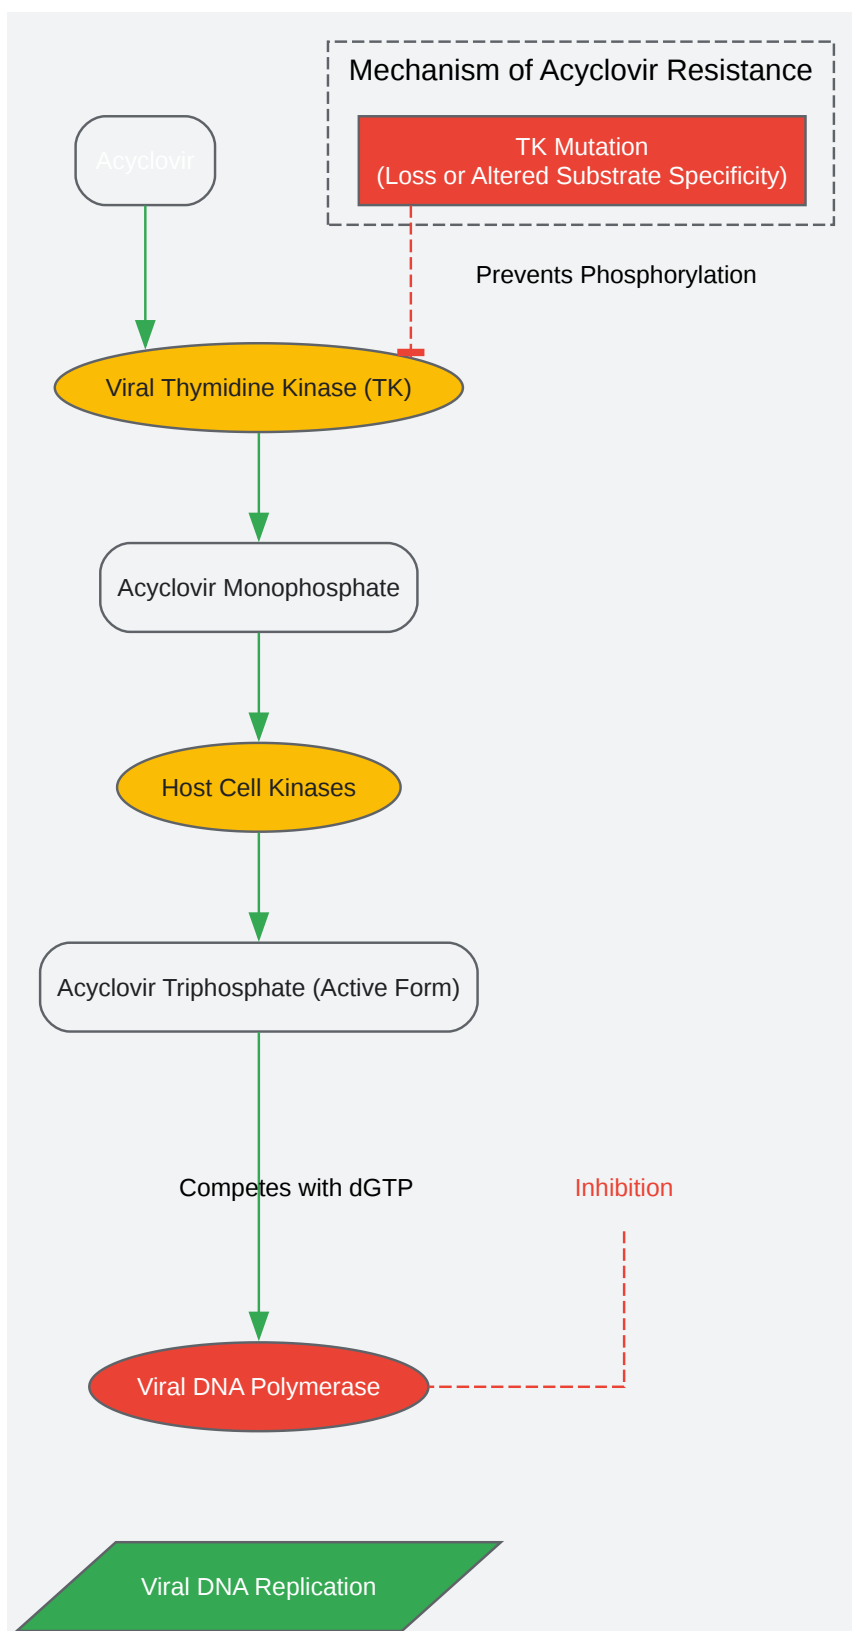 Mechanism of Acyclovir Resistance
Acyclovir
TK Mutation
(Loss or Altered Substrate Specificity)
Prevents Phosphorylation
Viral Thymidine Kinase (TK)
Acyclovir Monophosphate
Host Cell Kinases
Acyclovir Triphosphate (Active Form)
Competes with dGTP
Inhibition
Viral DNA Polymerase
Viral DNA Replication